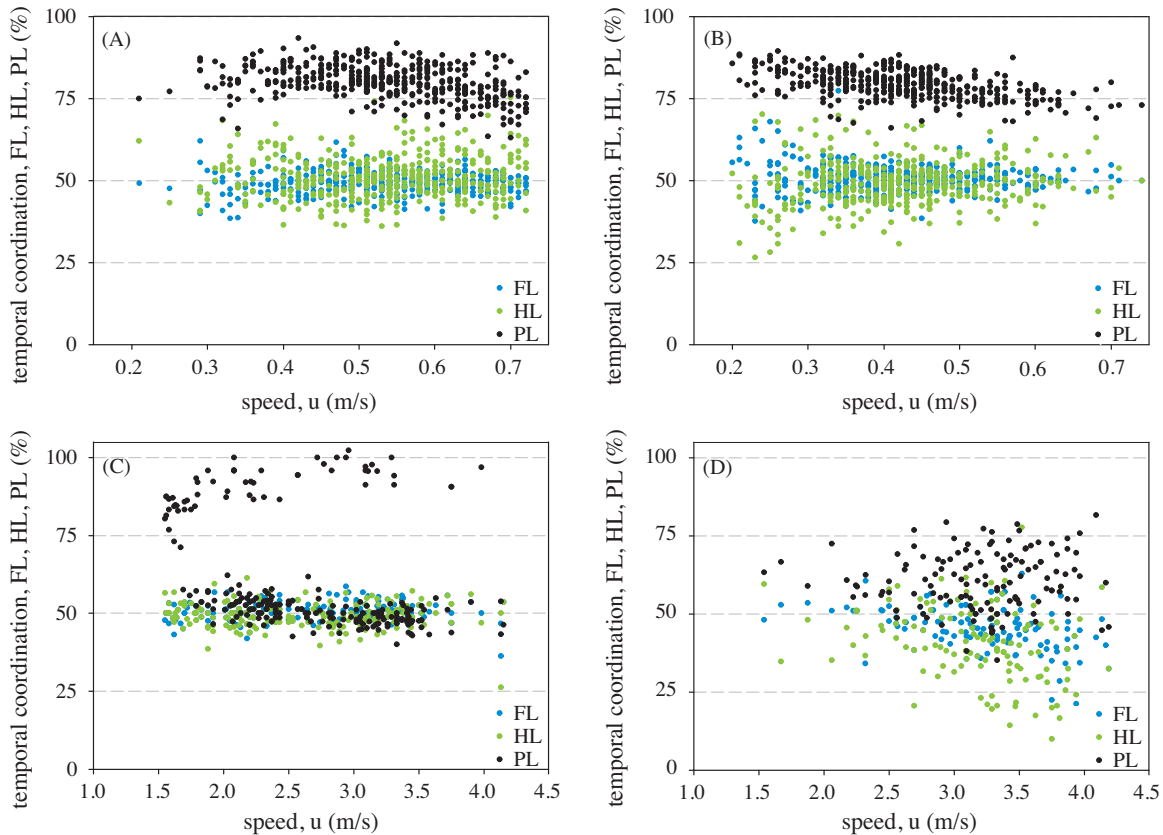 temporal coordination, FL, HL, PL (%)
100
75
50
25
0
(A)
FL
HL
PL
0.2 0.3 0.4 0.5 0.6 0.7
speed, u (m/s)
temporal coordination, FL, HL, PL (%)
100
75
50
25
0
(B)
FL
HL
PL
0.2 0.3 0.4 0.5 0.6 0.7
speed, u (m/s)
temporal coordination, FL, HL, PL (%)
100
75
50
25
0
(C)
FL
HL
PL
1.0 1.5 2.0 2.5 3.0 3.5 4.0 4.5
speed, u (m/s)
temporal coordination, FL, HL, PL (%)
100
75
50
25
0
(D)
FL
HL
PL
1.0 1.5 2.0 2.5 3.0 3.5 4.0 4.5
speed, u (m/s)